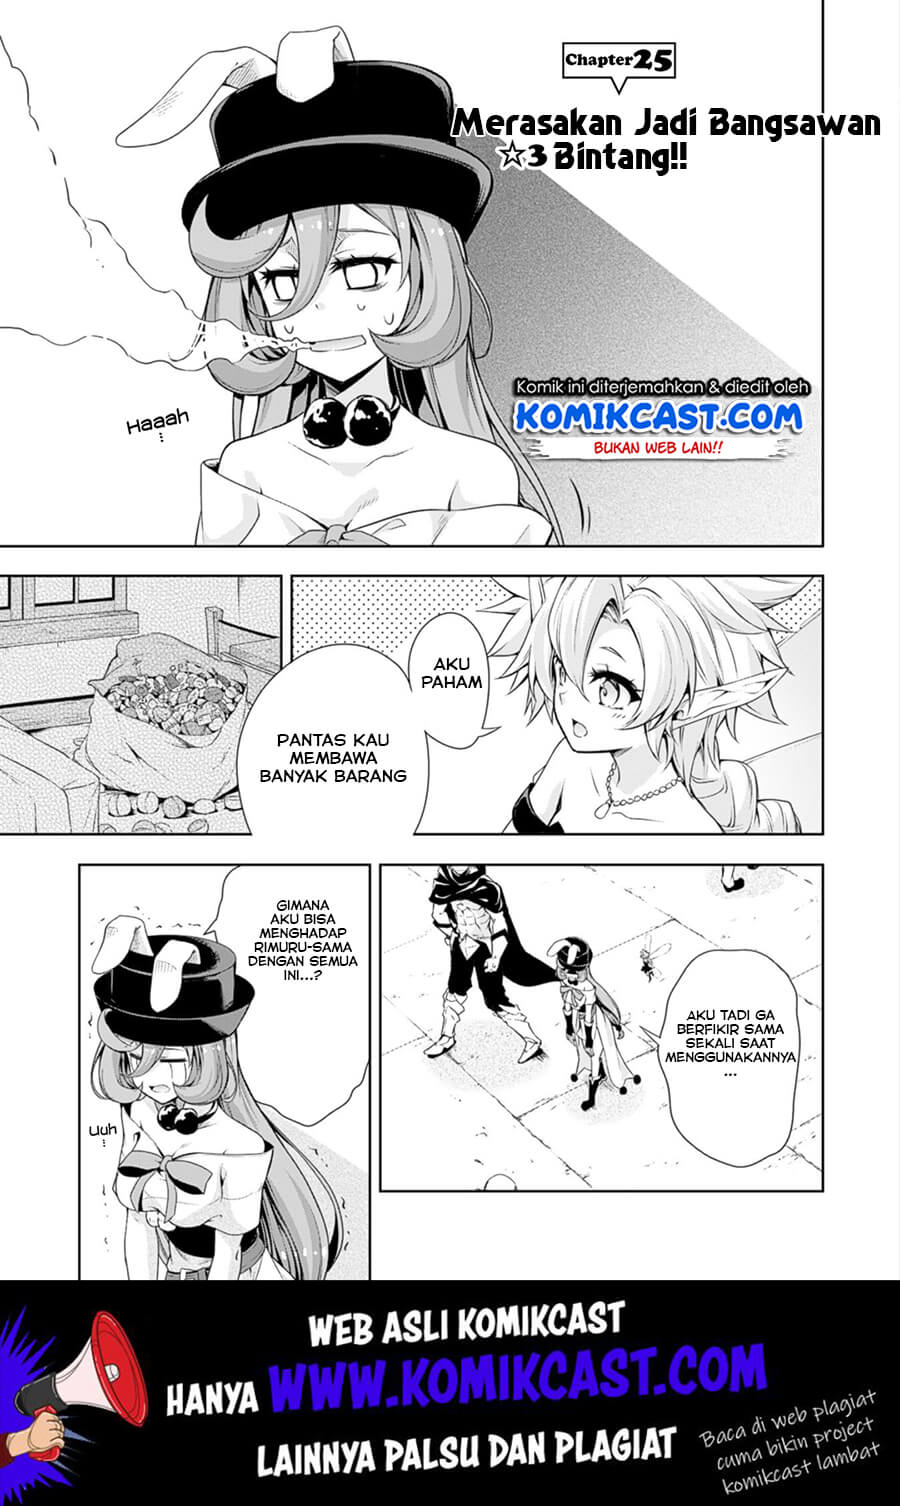 Chapter25
Merasakan Jadi Bangsawan
☆3 Bintang!!
Komik ini diterjemahkan & diedit oleh
KOMIKCAST.COM
BUKAN WEB LAIN!!
Haaah
...
AKU
PAHAM
PANTAS KAU
MEMBAWA
BANYAK BARANG
AKU TADI GA
BERFIKIR SAMA
SEKALI SAAT
MENGGUNAKANNYA
...
GIMANA
AKU BISA
MENGHADAP
RIMURU-SAMA
DENGAN SEMUA
INI...?
Uuh
...
WEB ASLI KOMIKCAST
HANYA WWW.KOMIKCAST.COM
LAINNYA PALSU DAN PLAGIAT
Baca di web plagiat
cuma bikin project
komikcast lambat